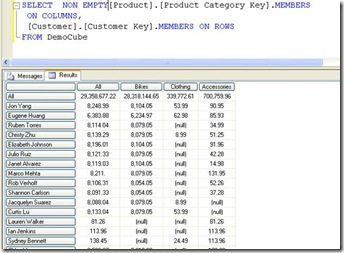 SELECT NON EMPTY[Product].[Product Category Key].MEMBERS
ON COLUMNS,
[Customer].[Customer Key].MEMBERS ON ROWS
FROM DemoCube
Messages Results
All Bikes Clothing Accessories
All 29,358,677.22 28,318,144.65 339,772.61 700,759.96
Jon Yang 8,248.99 8,104.05 53.99 90.95
Eugene Huang 6,383.88 6,234.97 62.98 85.93
Ruben Torres 8,114.04 8,079.05 (null) 34.99
Christy Zhu 8,139.29 8,079.05 8.99 51.25
Elizabeth Johnson 8,196.01 8,104.05 (null) 91.96
Julio Ruiz 8,121.33 8,079.05 (null) 42.28
Janet Alvarez 8,119.03 8,104.05 (null) 14.98
Marco Mehta 8,211. 8,079.05 (null) 131.95
Rob Verhoff 8,106.31 8,054.05 (null) 52.26
Shannon Carlson 8,091.33 8,054.05 (null) 37.28
Jacquelyn Suarez 8,088.04 8,079.05 8.99 (null)
Curtis Lu 8,133.04 8,079.05 53.99 (null)
Lauren Walker 81.26 (null) (null) 81.26
Ian Jenkins 113.96 (null) (null) 113.96
Sydney Bennett 138.45 (null) 24.49 113.96